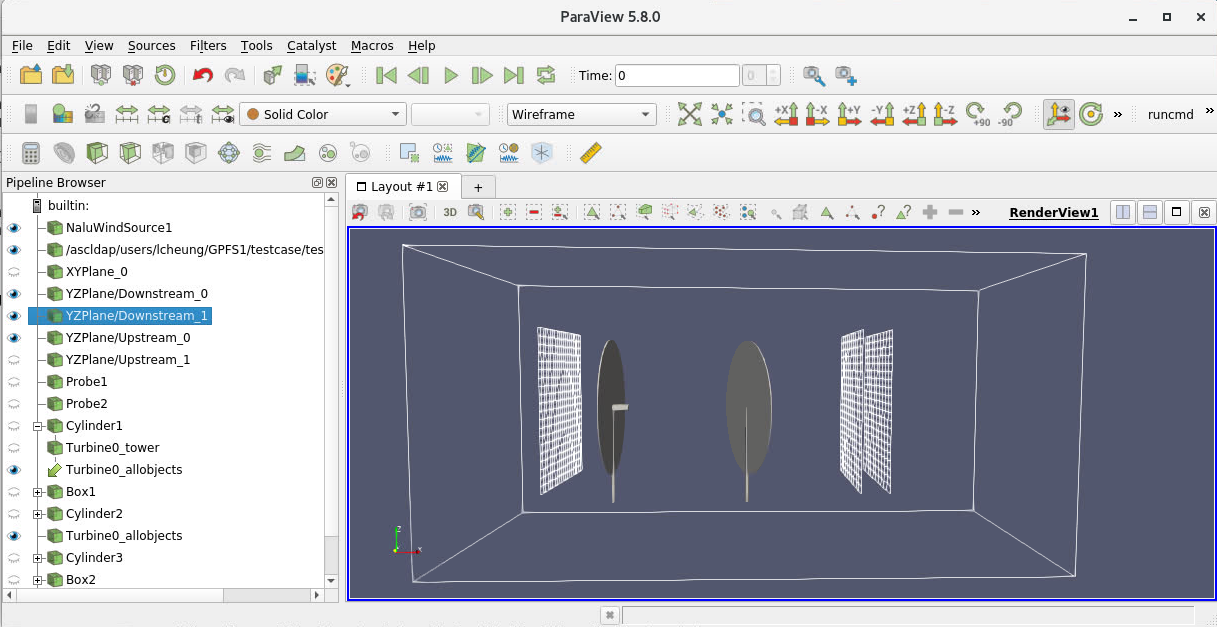 ParaView 5.8.0
File Edit View Sources Filters Tools Catalyst Macros Help
Time: 0 0
Solid Color Wireframe +X -X +Y -Y +Z -Z +90 -90 » runcmd »
Pipeline Browser
Layout #1 +
3D » RenderView1
builtin:
NaluWindSource1
/ascldap/users/lcheung/GPFS1/testcase/tes
XYPlane_0
YZPlane/Downstream_0
YZPlane/Downstream_1
YZPlane/Upstream_0
YZPlane/Upstream_1
Probe1
Probe2
Cylinder1
Turbine0_tower
Turbine0_allobjects
Box1
Cylinder2
Turbine0_allobjects
Cylinder3
Box2
Z
X